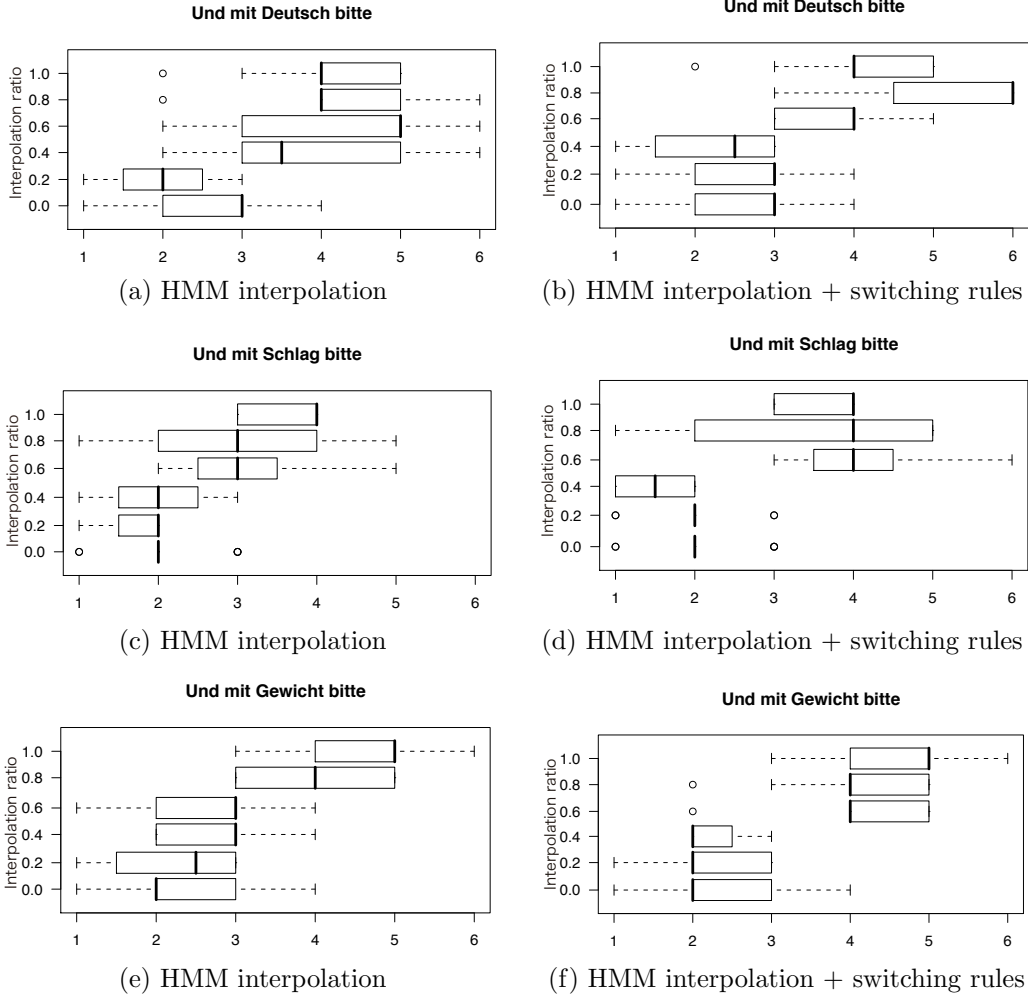 Und mit Deutsch bitte
Interpolation ratio
1.0
0.8
0.6
0.4
0.2
0.0
1 2 3 4 5 6
(a) HMM interpolation
Und mit Deutsch bitte
Interpolation ratio
1.0
0.8
0.6
0.4
0.2
0.0
1 2 3 4 5 6
(b) HMM interpolation + switching rules
Und mit Schlag bitte
Interpolation ratio
1.0
0.8
0.6
0.4
0.2
0.0
1 2 3 4 5 6
(c) HMM interpolation
Und mit Schlag bitte
Interpolation ratio
1.0
0.8
0.6
0.4
0.2
0.0
1 2 3 4 5 6
(d) HMM interpolation + switching rules
Und mit Gewicht bitte
Interpolation ratio
1.0
0.8
0.6
0.4
0.2
0.0
1 2 3 4 5 6
(e) HMM interpolation
Und mit Gewicht bitte
Interpolation ratio
1.0
0.8
0.6
0.4
0.2
0.0
1 2 3 4 5 6
(f) HMM interpolation + switching rules